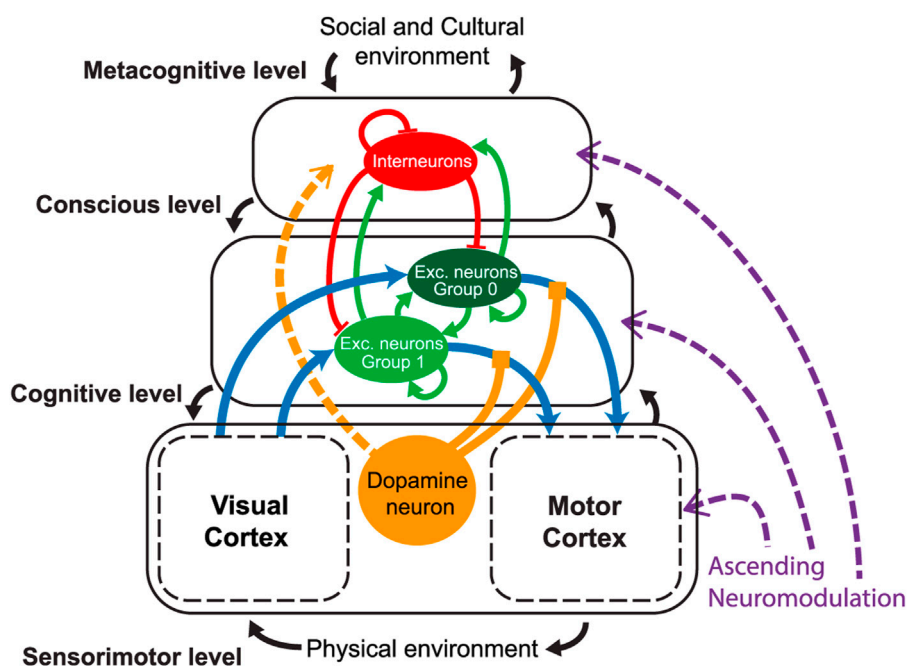 Social and Cultural
environment
Metacognitive level
Interneurons
Conscious level
Exc. neurons
Group 0
Exc. neurons
Group 1
Cognitive level
Dopamine
neuron
Visual
Cortex
Motor
Cortex
Ascending
Neuromodulation
Physical environment
Sensorimotor level